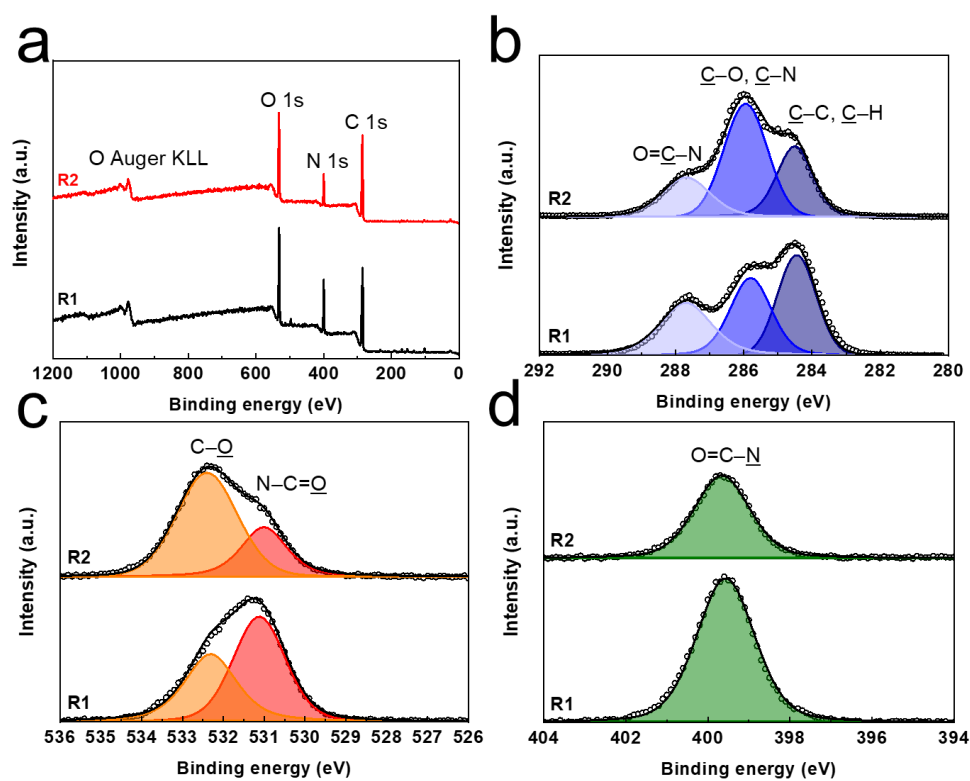 a
O 1s
C 1s
N 1s
O Auger KLL
R2
R1
Intensity (a.u.)
1200 1000 800 600 400 200 0
Binding energy (eV)
b
C–O, C–N
C–C, C–H
O=C–N
R2
R1
Intensity (a.u.)
292 290 288 286 284 282 280
Binding energy (eV)
c
C–O
N–C=O
R2
R1
Intensity (a.u.)
536 535 534 533 532 531 530 529 528 527 526
Binding energy (eV)
d
O=C–N
R2
R1
Intensity (a.u.)
404 402 400 398 396 394
Binding energy (eV)